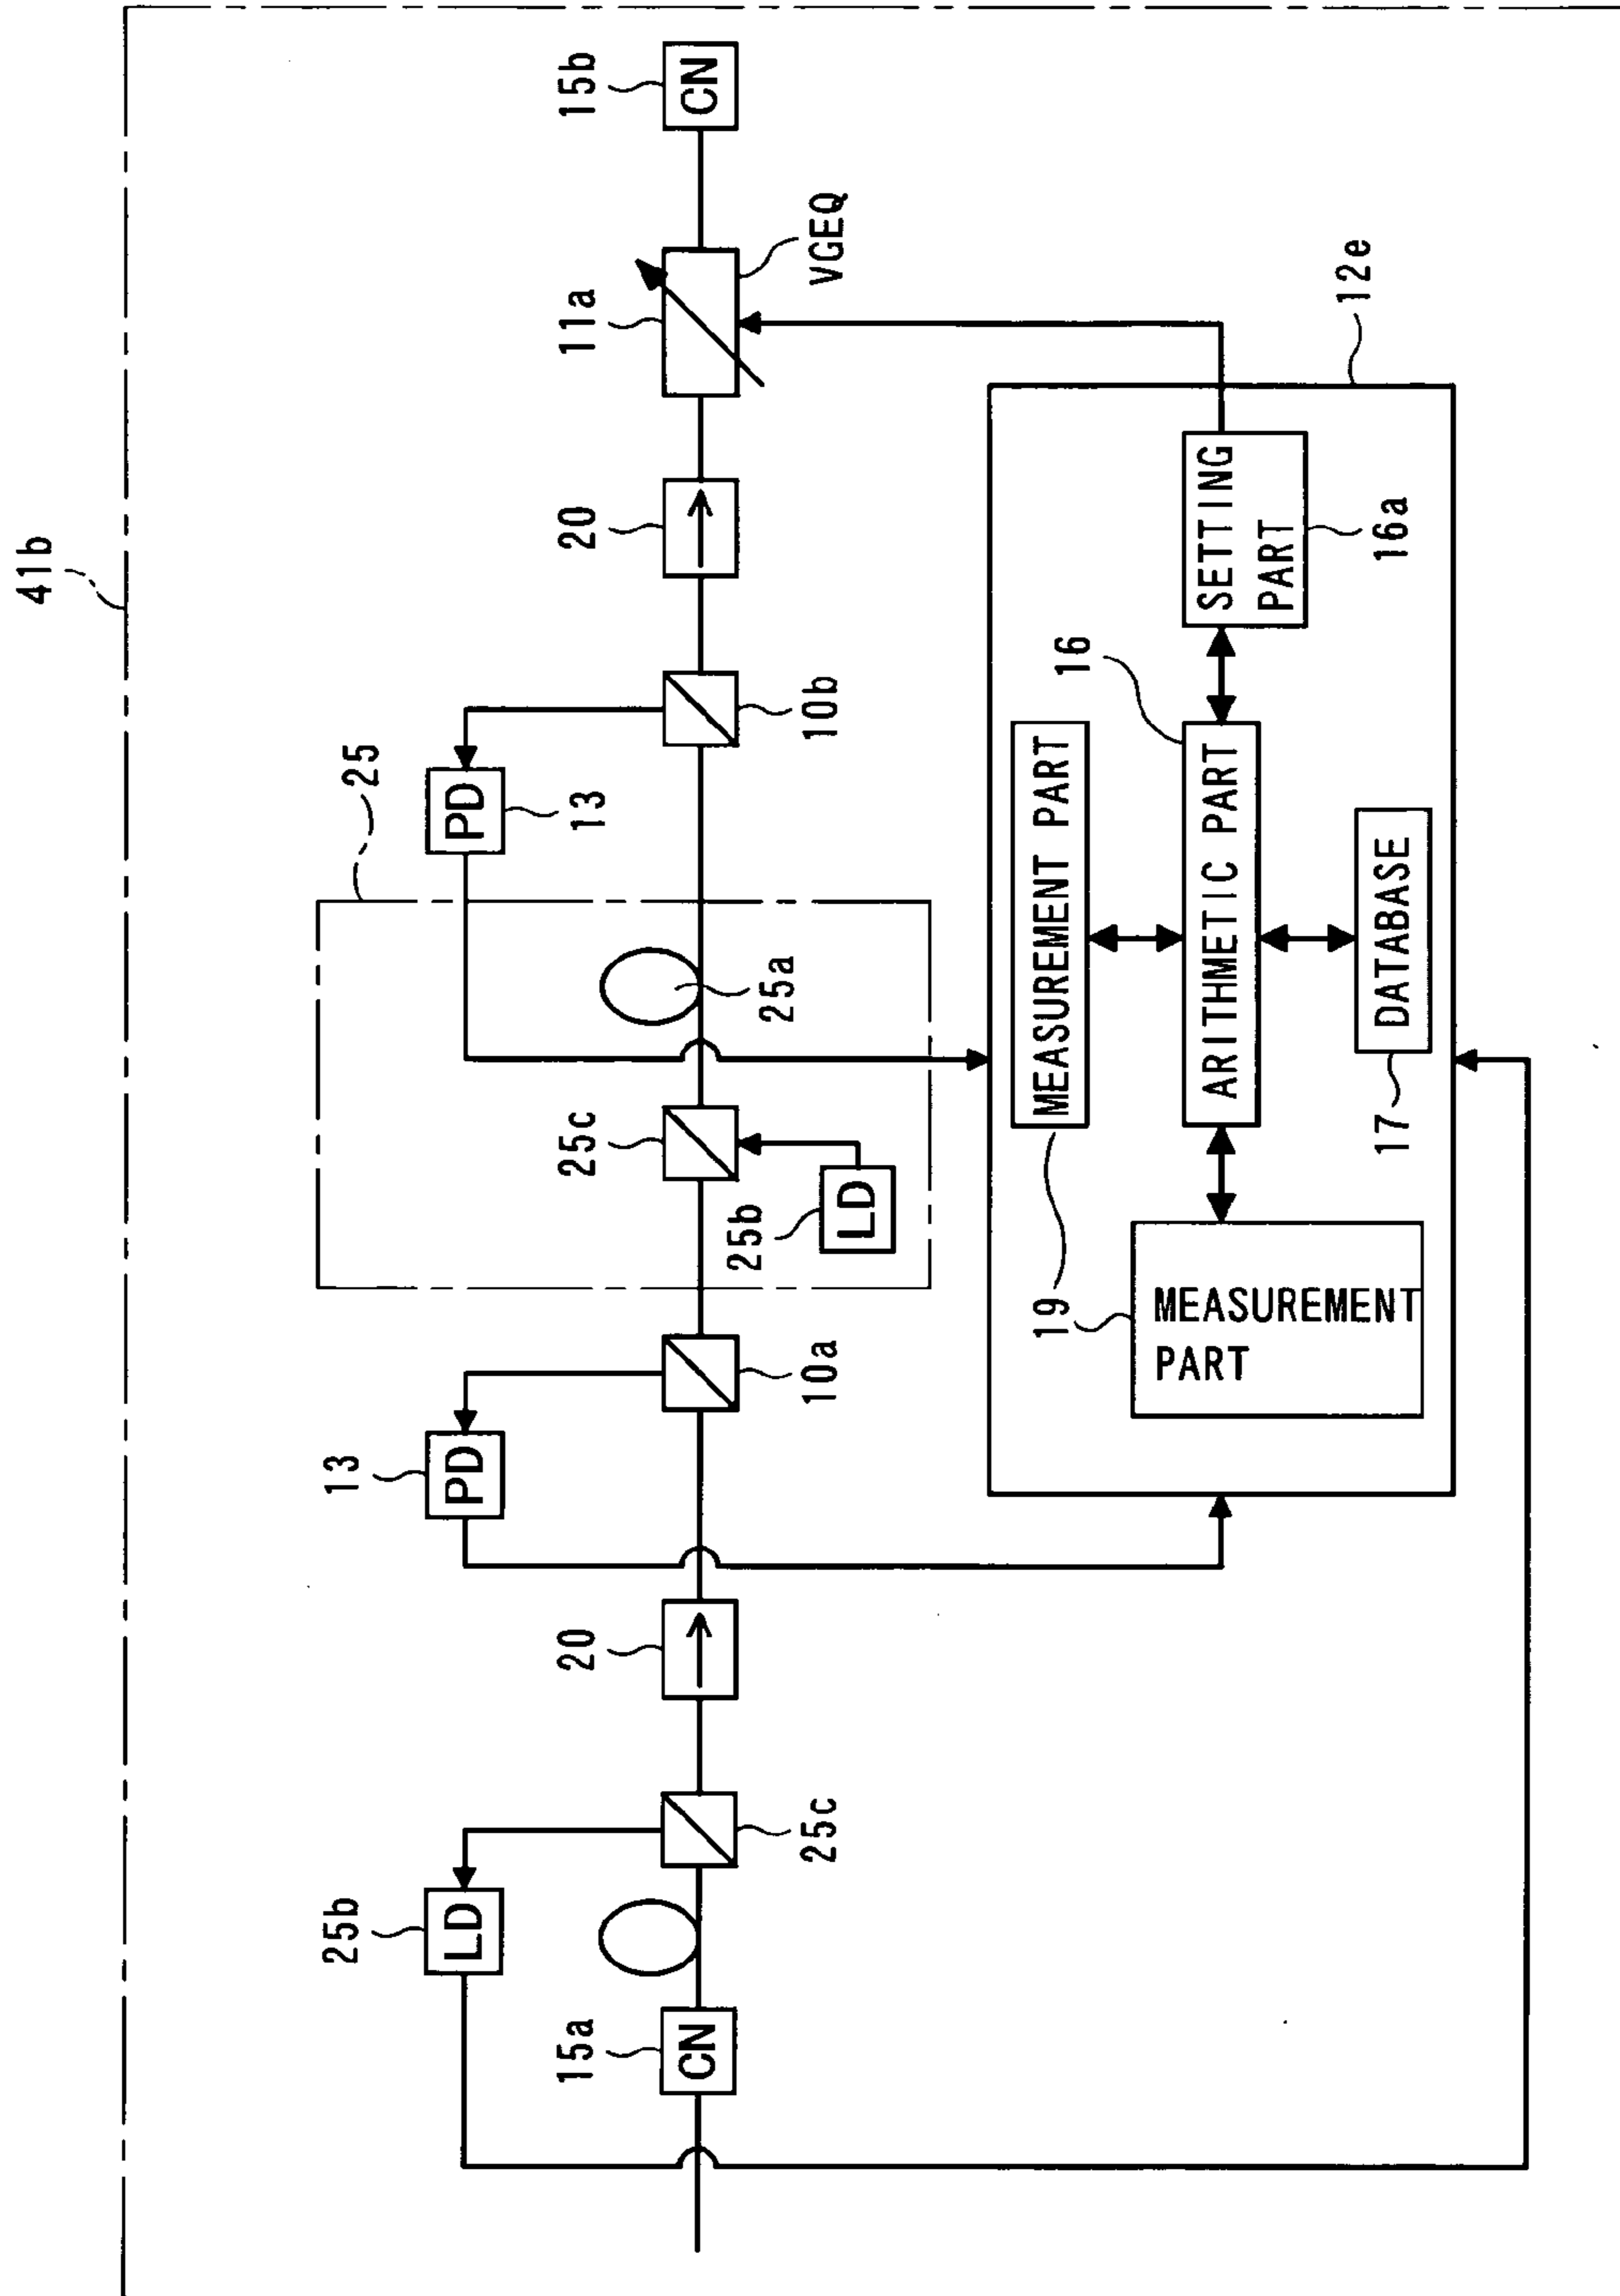 41b
15a
CN
25b
LD
25c
20
13
PD
10a
25
25c
25b
LD
25a
13
PD
10b
20
11a
VGEQ
15b
CN
12e
19
MEASUREMENT PART
MEASUREMENT
PART
16
ARITHMETIC PART
17
DATABASE
SETTING
PART
16a